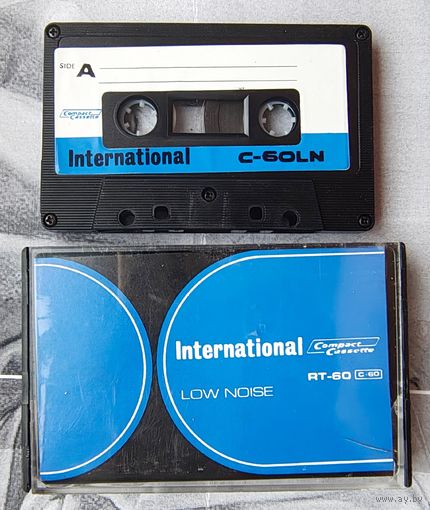 SIDE A
Compact
Cassette
International C-60LN
International Compact
Cassette
RT-60 C-60
LOW NOISE
www.ay.by